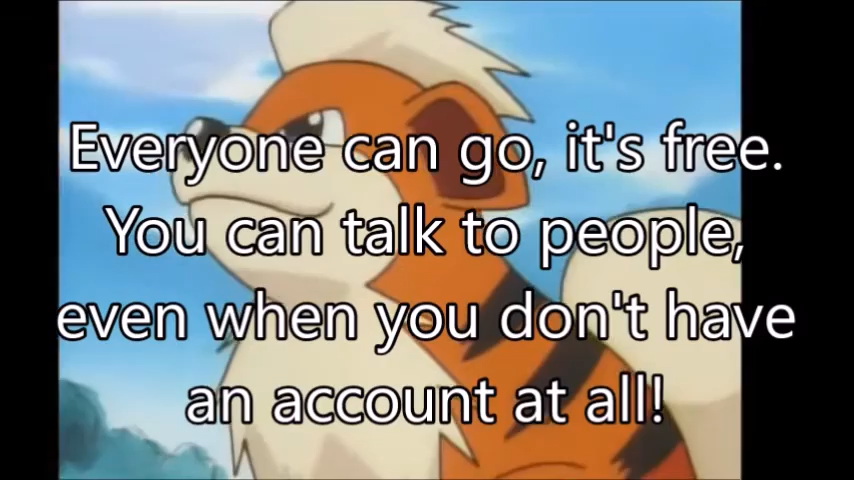 Everyone can go, it's free.
You can talk to people,
even when you don't have
an account at all!